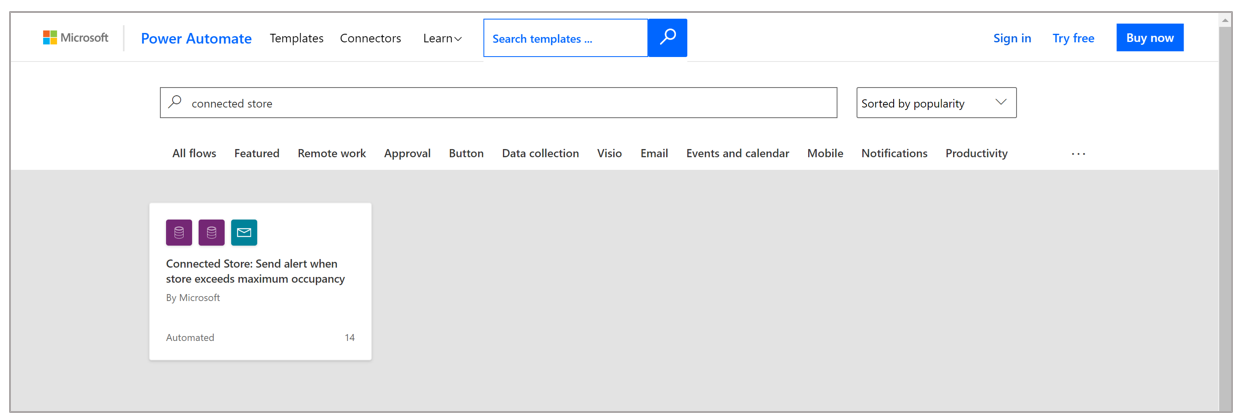 Microsoft Power Automate Templates Connectors Learn Search templates ... Sign in Try free Buy now
connected store Sorted by popularity
All flows Featured Remote work Approval Button Data collection Visio Email Events and calendar Mobile Notifications Productivity ...
Connected Store: Send alert when
store exceeds maximum occupancy
By Microsoft
Automated 14